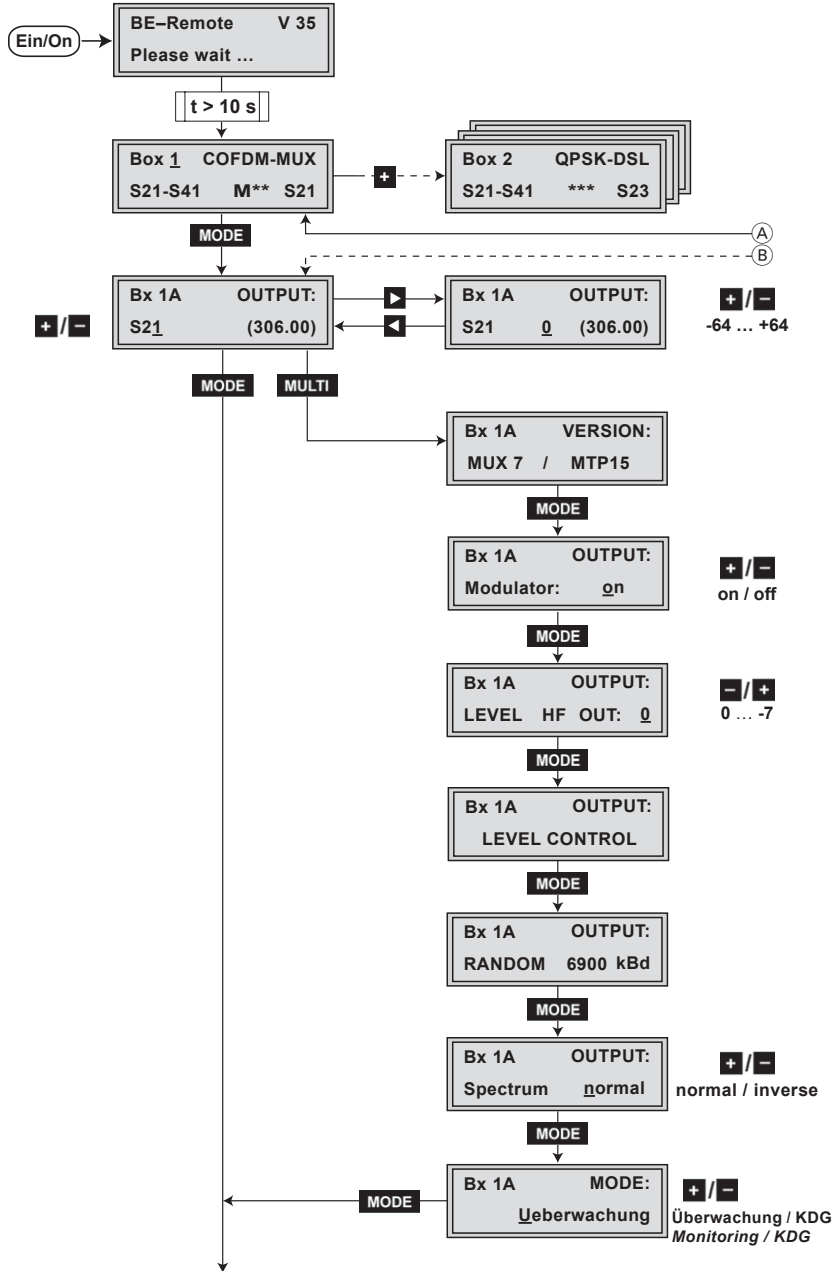 BE–Remote V 35
Ein/On
Please wait ...
t > 10 s
Box 1 COFDM-MUX
S21-S41 M** S21
+
Box 2 QPSK-DSL
S21-S41 *** S23
MODE
A
B
Bx 1A OUTPUT:
S21 (306.00)
+/−
Bx 1A OUTPUT:
S21 0 (306.00)
+/−
-64 ... +64
MODE MULTI
Bx 1A VERSION:
MUX 7 / MTP15
MODE
Bx 1A OUTPUT:
Modulator: on
+/−
on / off
MODE
Bx 1A OUTPUT:
LEVEL HF OUT: 0
−/+
0 ... -7
MODE
Bx 1A OUTPUT:
LEVEL CONTROL
MODE
Bx 1A OUTPUT:
RANDOM 6900 kBd
MODE
Bx 1A OUTPUT:
Spectrum normal
+/−
normal / inverse
MODE
Bx 1A MODE:
Ueberwachung
+/−
Überwachung / KDG
Monitoring / KDG
MODE